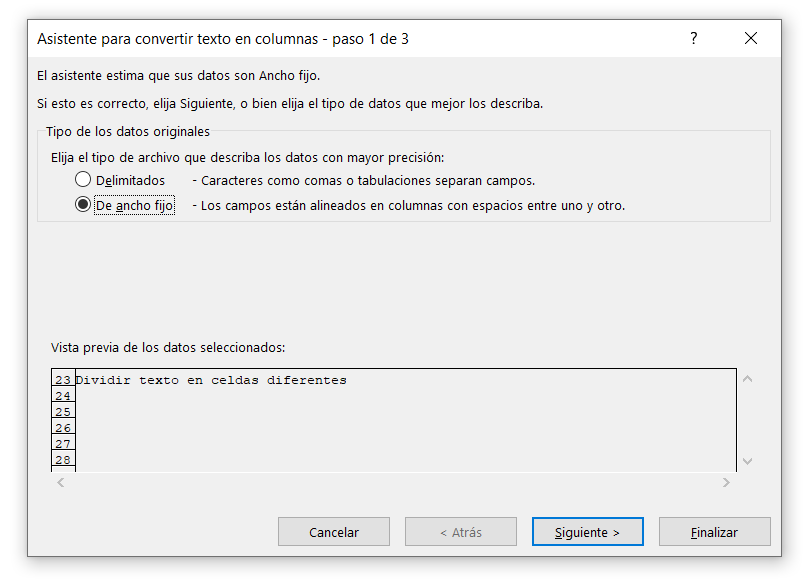 Asistente para convertir texto en columnas - paso 1 de 3 ?
El asistente estima que sus datos son Ancho fijo.
Si esto es correcto, elija Siguiente, o bien elija el tipo de datos que mejor los describa.
Tipo de los datos originales
Elija el tipo de archivo que describa los datos con mayor precisión:
Delimitados - Caracteres como comas o tabulaciones separan campos.
De ancho fijo - Los campos están alineados en columnas con espacios entre uno y otro.
Vista previa de los datos seleccionados:
23 Dividir texto en celdas diferentes
24
25
26
27
28
Cancelar < Atrás Siguiente > Finalizar